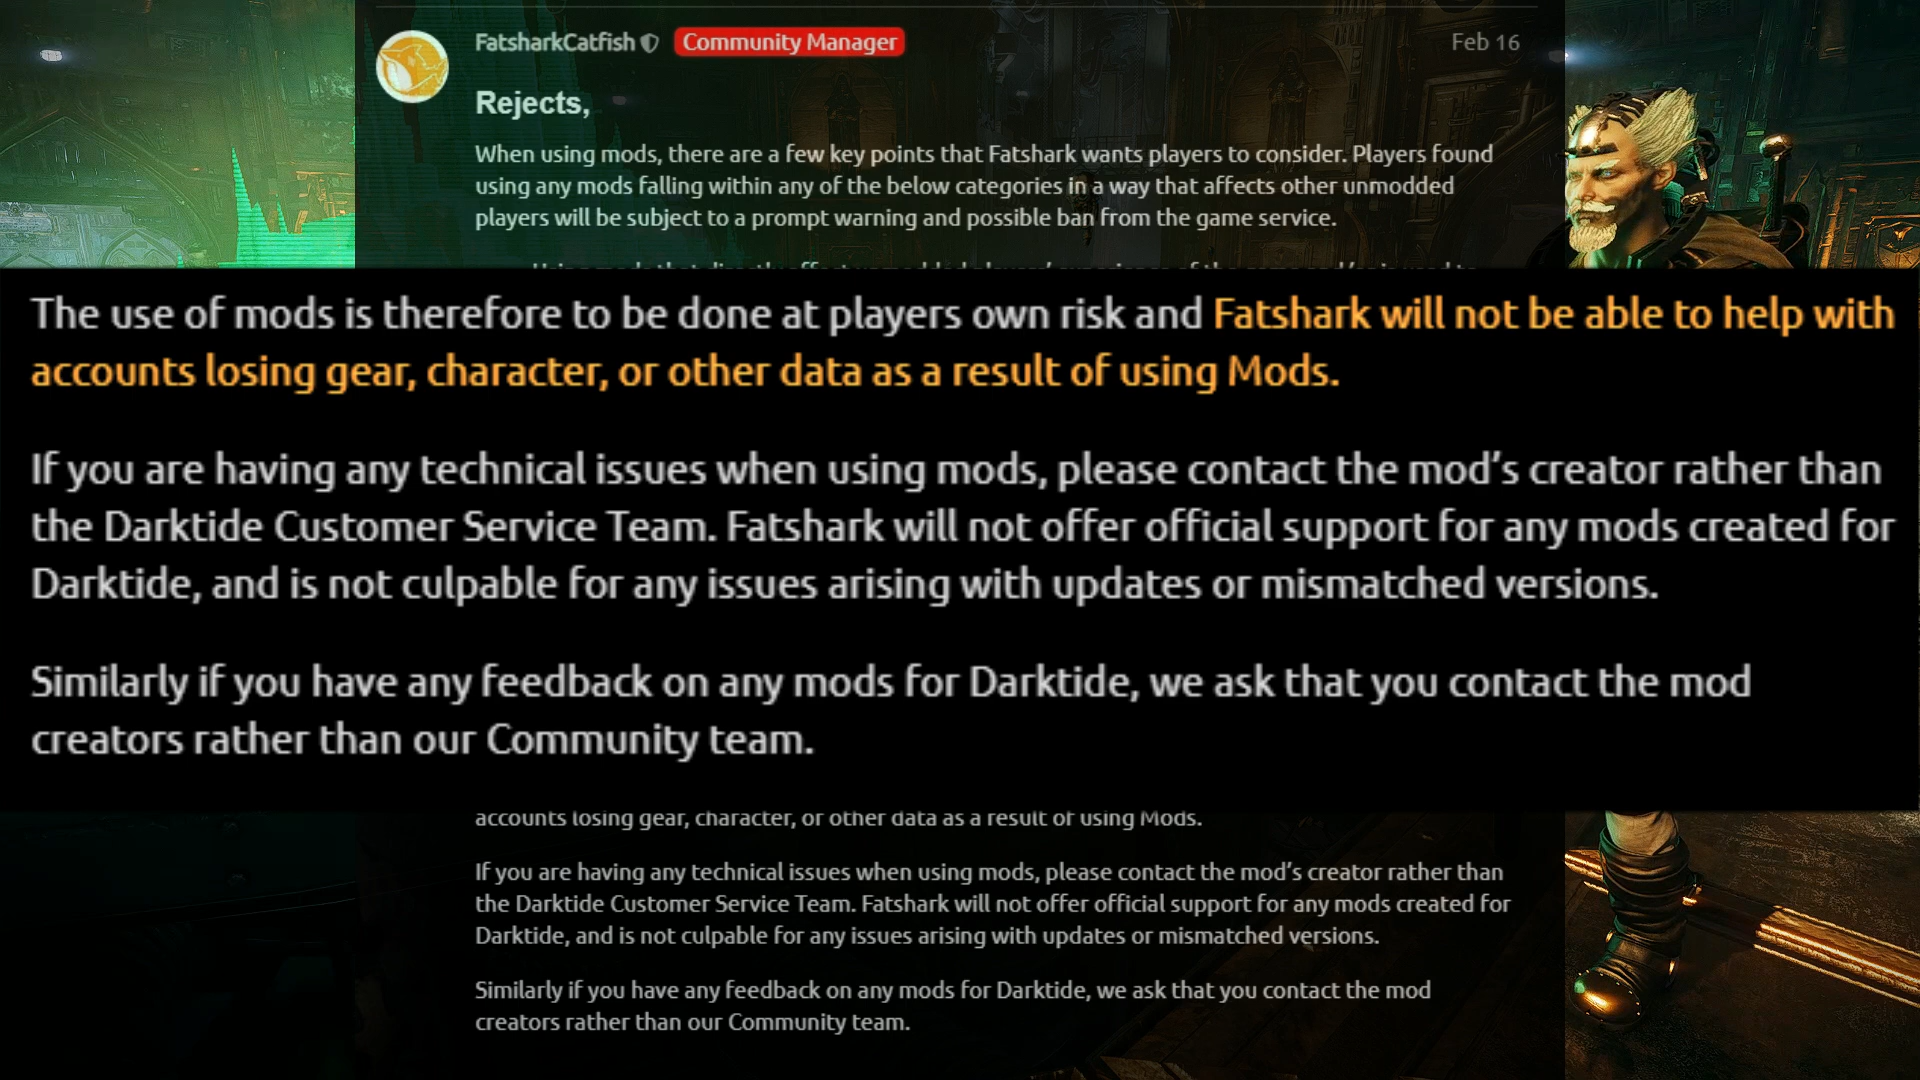 FatsharkCatfish Community Manager Feb 16
Rejects,
When using mods, there are a few key points that Fatshark wants players to consider. Players found
using any mods falling within any of the below categories in a way that affects other unmodded
players will be subject to a prompt warning and possible ban from the game service.
The use of mods is therefore to be done at players own risk and Fatshark will not be able to help with
accounts losing gear, character, or other data as a result of using Mods.
If you are having any technical issues when using mods, please contact the mod’s creator rather than
the Darktide Customer Service Team. Fatshark will not offer official support for any mods created for
Darktide, and is not culpable for any issues arising with updates or mismatched versions.
Similarly if you have any feedback on any mods for Darktide, we ask that you contact the mod
creators rather than our Community team.
accounts losing gear, character, or other data as a result of using Mods.
If you are having any technical issues when using mods, please contact the mod’s creator rather than
the Darktide Customer Service Team. Fatshark will not offer official support for any mods created for
Darktide, and is not culpable for any issues arising with updates or mismatched versions.
Similarly if you have any feedback on any mods for Darktide, we ask that you contact the mod
creators rather than our Community team.